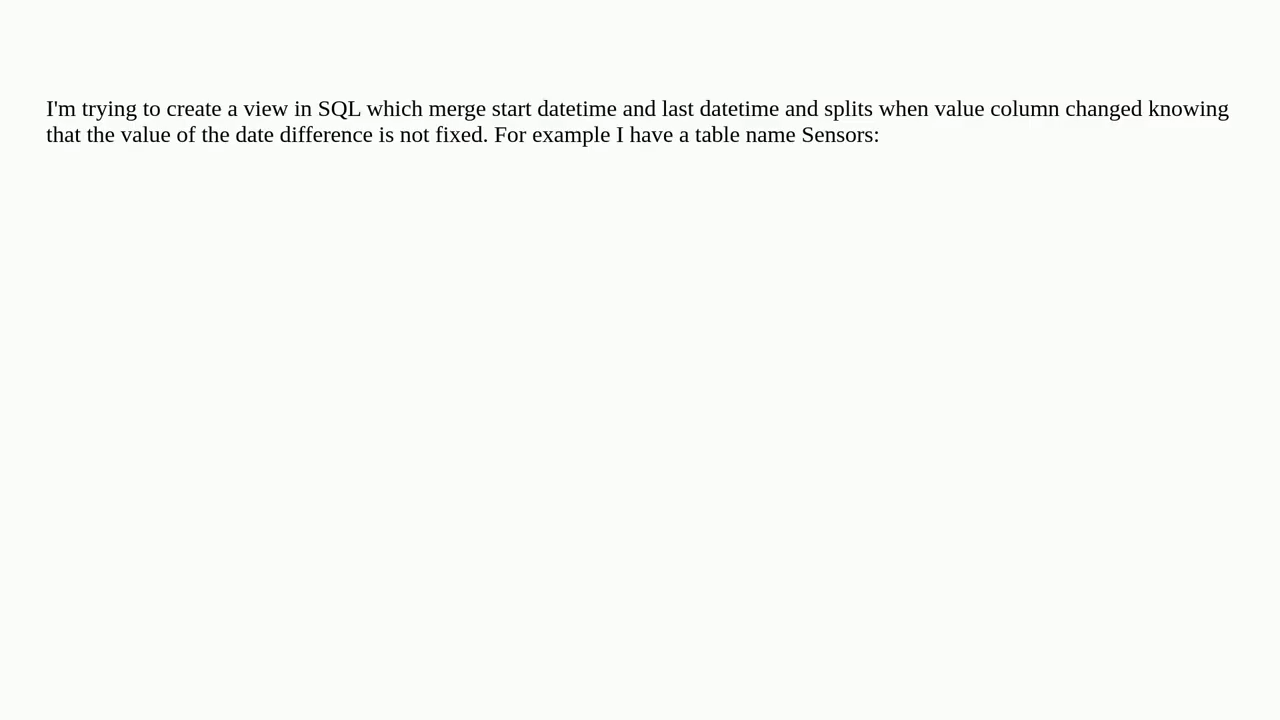 I'm trying to create a view in SQL which merge start datetime and last datetime and splits when value column changed knowing
that the value of the date difference is not fixed. For example I have a table name Sensors: